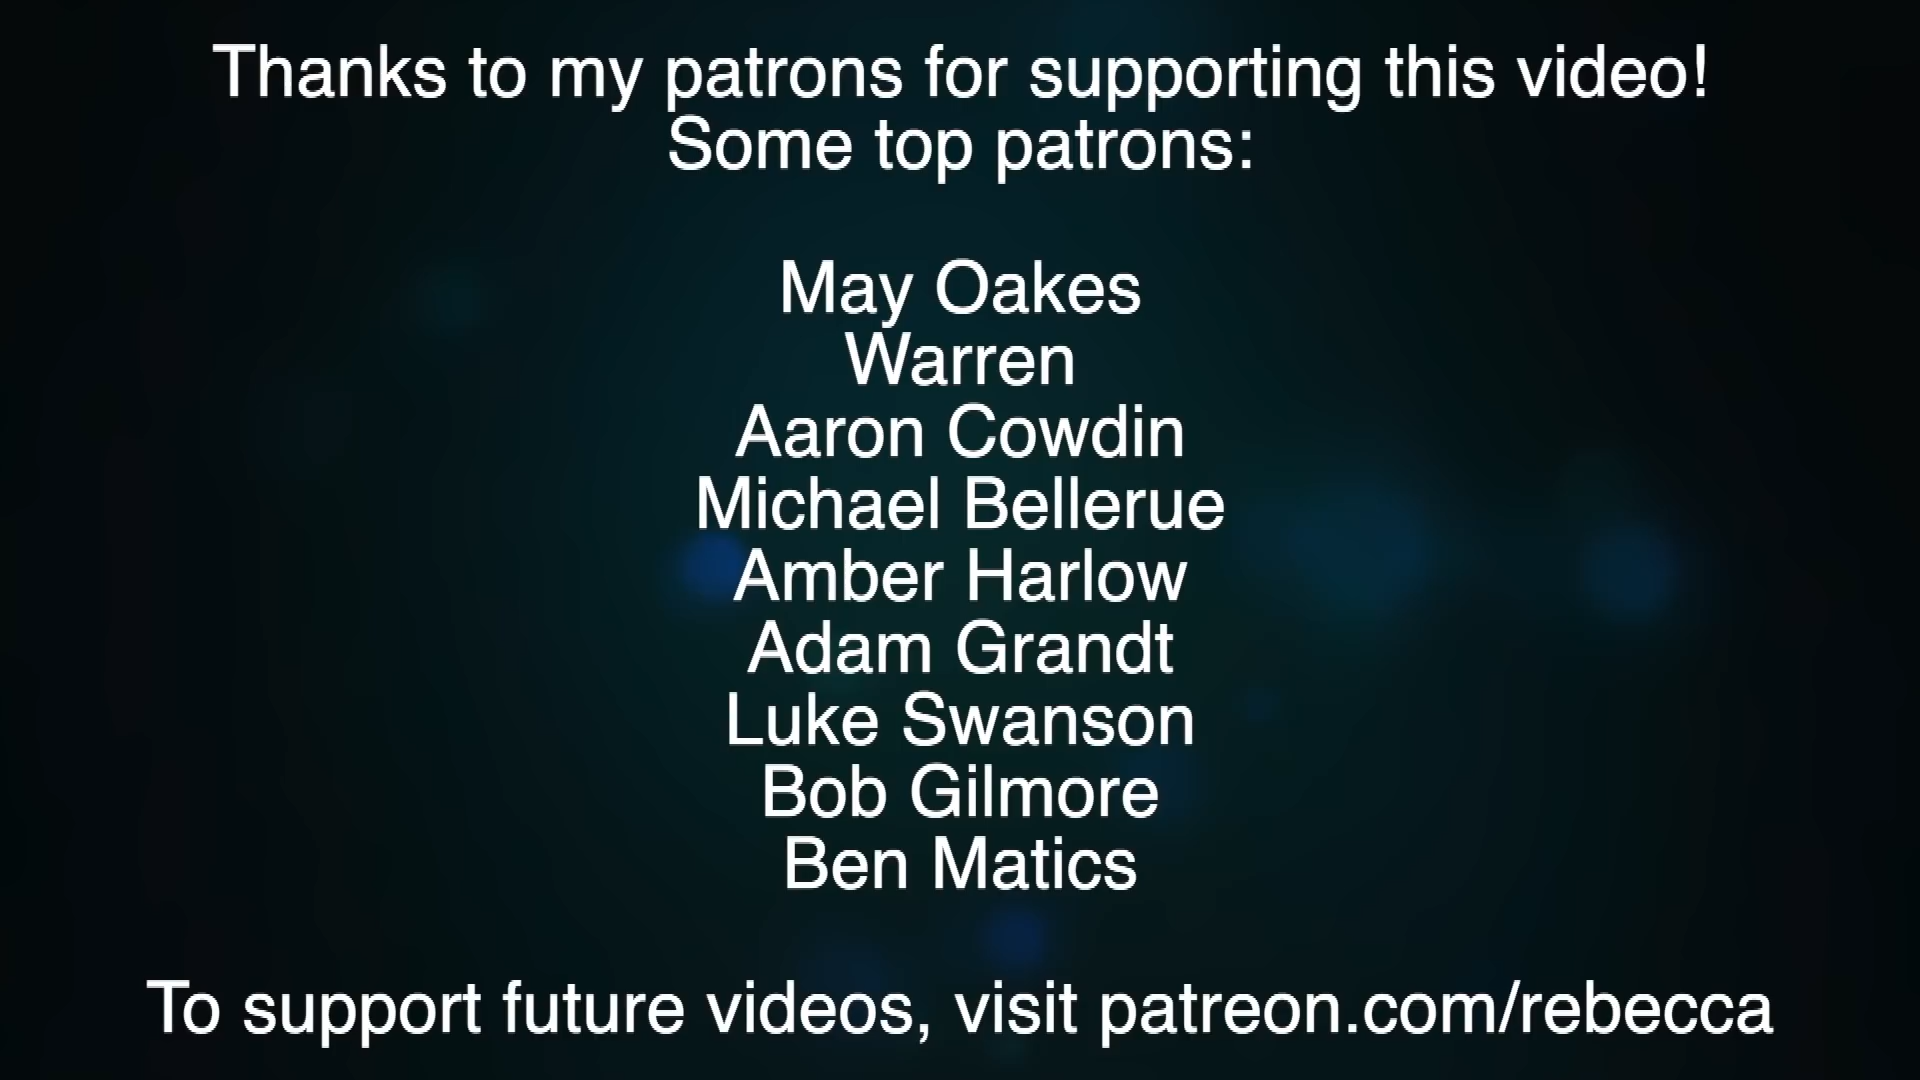 Thanks to my patrons for supporting this video!
Some top patrons:
May Oakes
Warren
Aaron Cowdin
Michael Bellerue
Amber Harlow
Adam Grandt
Luke Swanson
Bob Gilmore
Ben Matics
To support future videos, visit patreon.com/rebecca